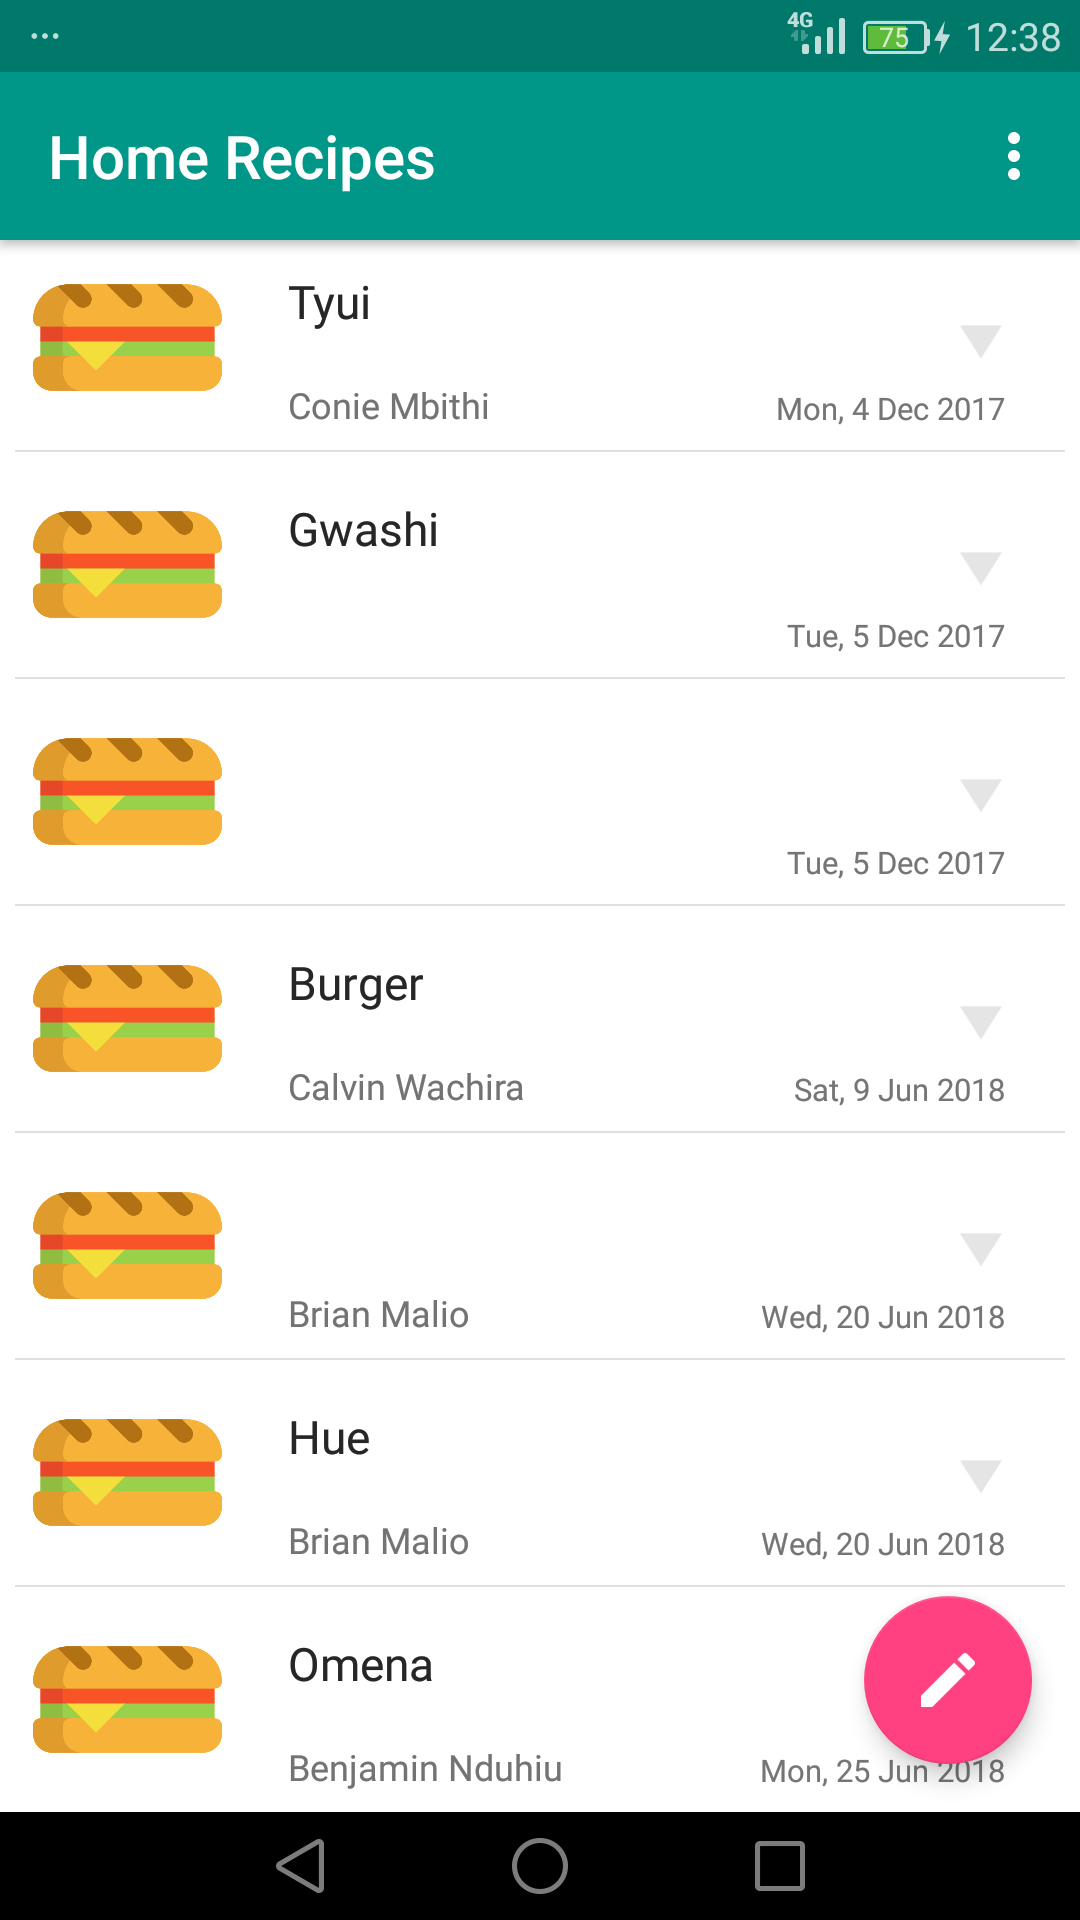 ...
4G 75 12:38
Home Recipes
Tyui
Conie Mbithi Mon, 4 Dec 2017
Gwashi
Tue, 5 Dec 2017
Tue, 5 Dec 2017
Burger
Calvin Wachira Sat, 9 Jun 2018
Brian Malio Wed, 20 Jun 2018
Hue
Brian Malio Wed, 20 Jun 2018
Omena
Benjamin Nduhiu Mon, 25 Jun 2018